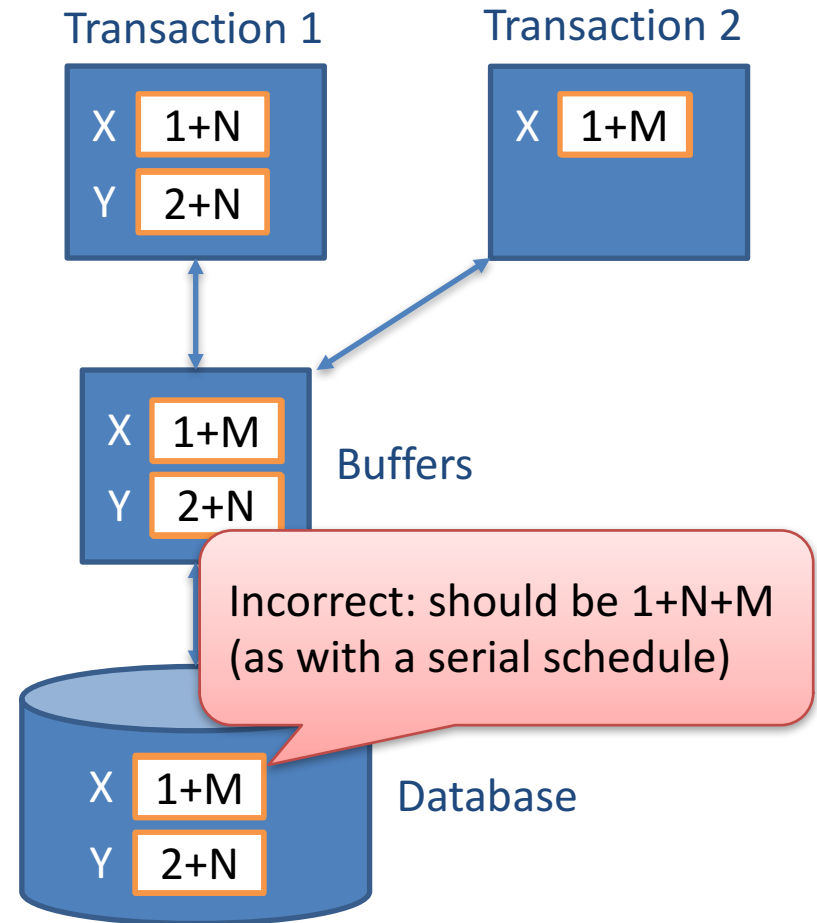 Transaction 1
Transaction 2
X 1+N
Y 2+N
X 1+M
X 1+M
Y 2+N
Buffers
Incorrect: should be 1+N+M
(as with a serial schedule)
X 1+M
Y 2+N
Database